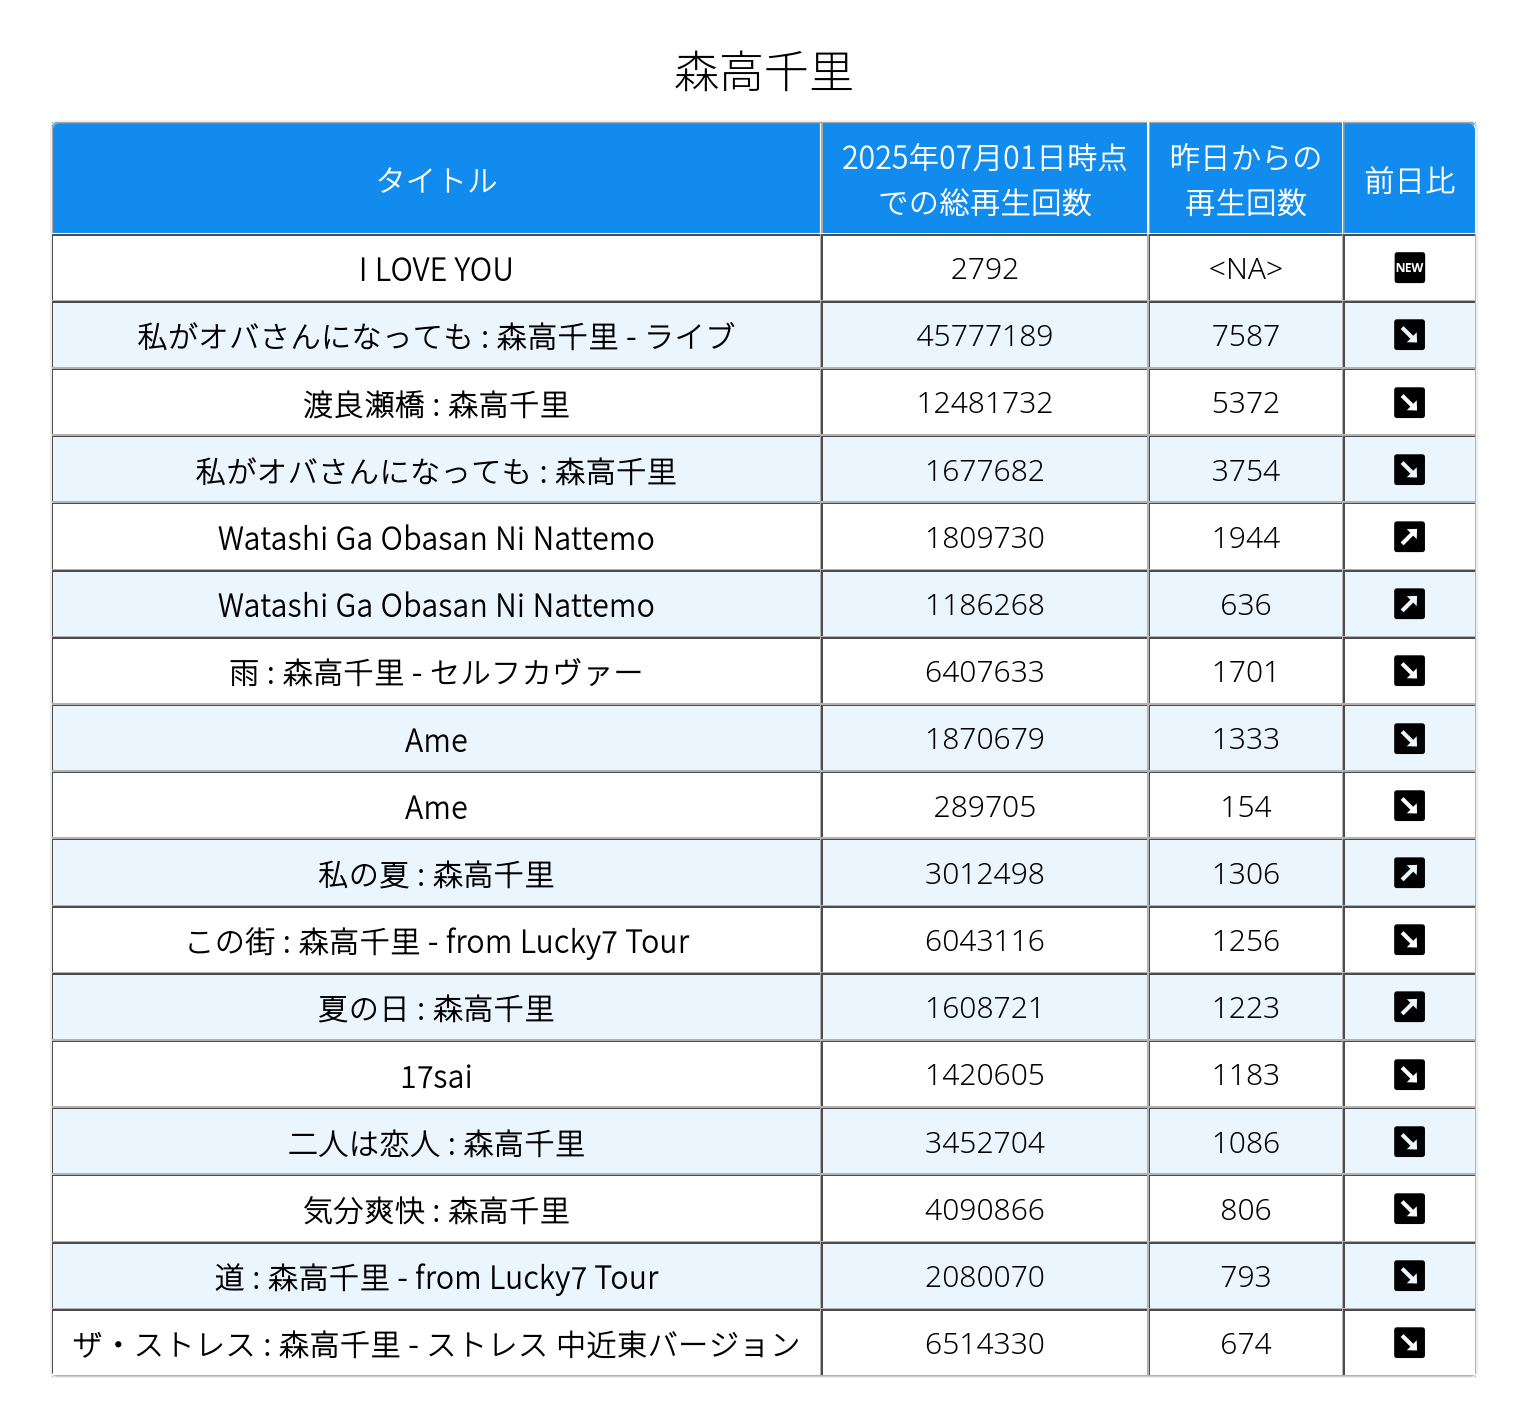 森高千里
タイトル 2025年07月01日時点での総再生回数 昨日からの再生回数 前日比
I LOVE YOU 2792 <NA> NEW
私がオバさんになっても : 森高千里 - ライブ 45777189 7587 ↘
渡良瀬橋 : 森高千里 12481732 5372 ↘
私がオバさんになっても : 森高千里 1677682 3754 ↘
Watashi Ga Obasan Ni Nattemo 1809730 1944 ↗
Watashi Ga Obasan Ni Nattemo 1186268 636 ↗
雨 : 森高千里 - セルフカヴァー 6407633 1701 ↘
Ame 1870679 1333 ↘
Ame 289705 154 ↘
私の夏 : 森高千里 3012498 1306 ↗
この街 : 森高千里 - from Lucky7 Tour 6043116 1256 ↘
夏の日 : 森高千里 1608721 1223 ↗
17sai 1420605 1183 ↘
二人は恋人 : 森高千里 3452704 1086 ↘
気分爽快 : 森高千里 4090866 806 ↘
道 : 森高千里 - from Lucky7 Tour 2080070 793 ↘
ザ・ストレス : 森高千里 - ストレス 中近東バージョン 6514330 674 ↘